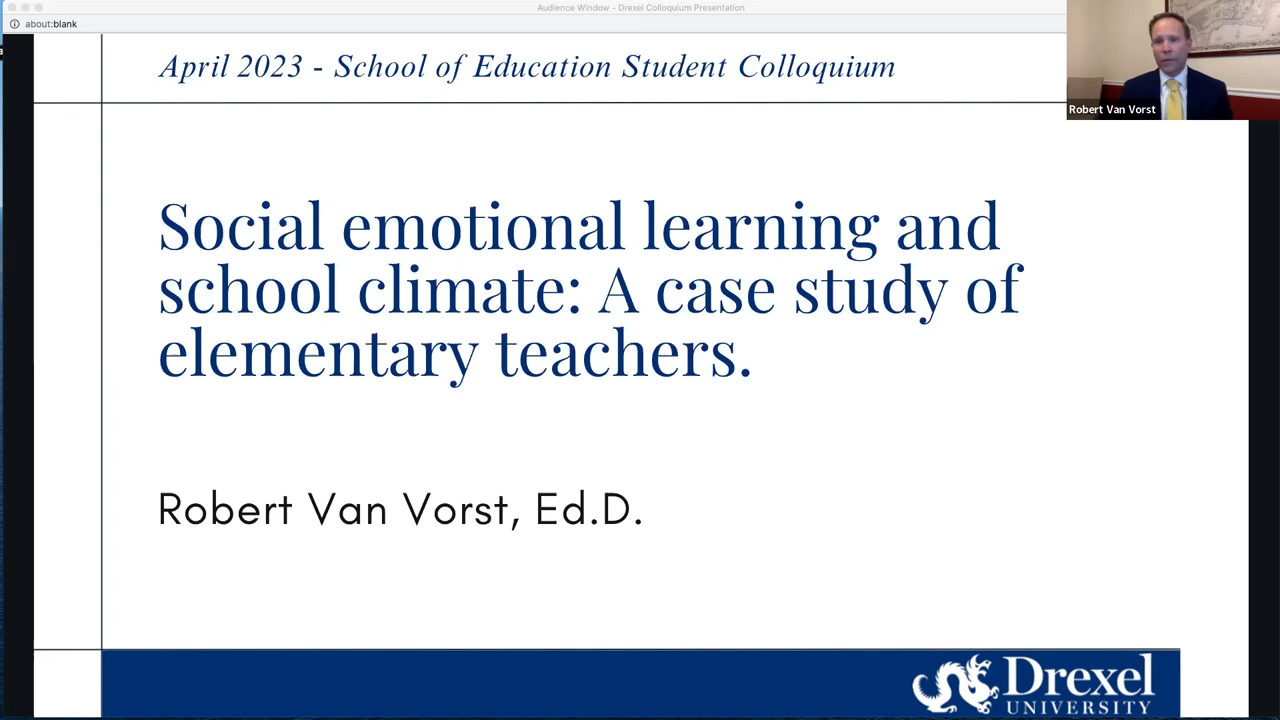 Audience Window - Drexel Colloquium Presentation
about:blank
April 2023 - School of Education Student Colloquium
Robert Van Vorst
Social emotional learning and
school climate: A case study of
elementary teachers.
Robert Van Vorst, Ed.D.
Drexel
UNIVERSITY